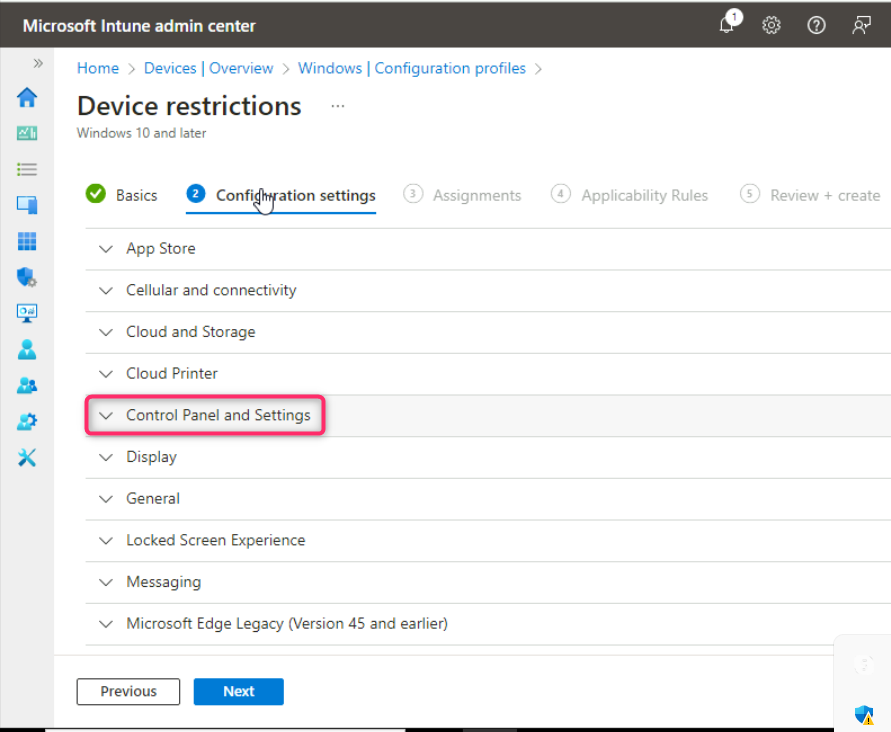 Microsoft Intune admin center
1
Home > Devices | Overview > Windows | Configuration profiles >
Device restrictions ...
Windows 10 and later
Basics 2 Configuration settings 3 Assignments 4 Applicability Rules 5 Review + create
App Store
Cellular and connectivity
Cloud and Storage
Cloud Printer
Control Panel and Settings
Display
General
Locked Screen Experience
Messaging
Microsoft Edge Legacy (Version 45 and earlier)
Previous Next